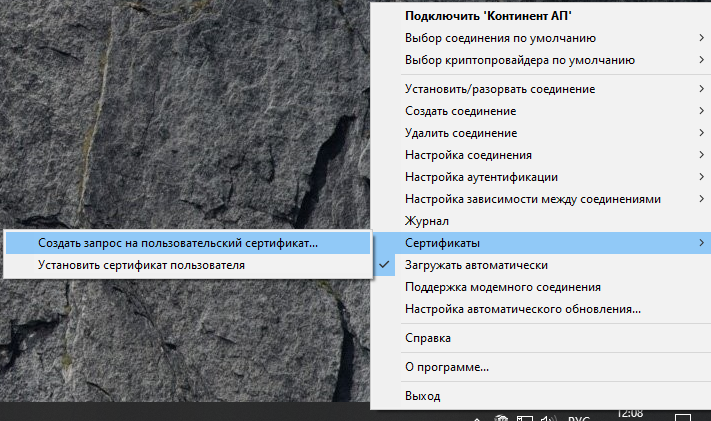 Подключить 'Континент АП'
Выбор соединения по умолчанию
Выбор криптопровайдера по умолчанию
Установить/разорвать соединение
Создать соединение
Удалить соединение
Настройка соединения
Настройка аутентификации
Настройка зависимости между соединениями
Журнал
Сертификаты
Создать запрос на пользовательский сертификат...
Установить сертификат пользователя
Загружать автоматически
Поддержка модемного соединения
Настройка автоматического обновления...
Справка
О программе...
Выход
РУС 12:08